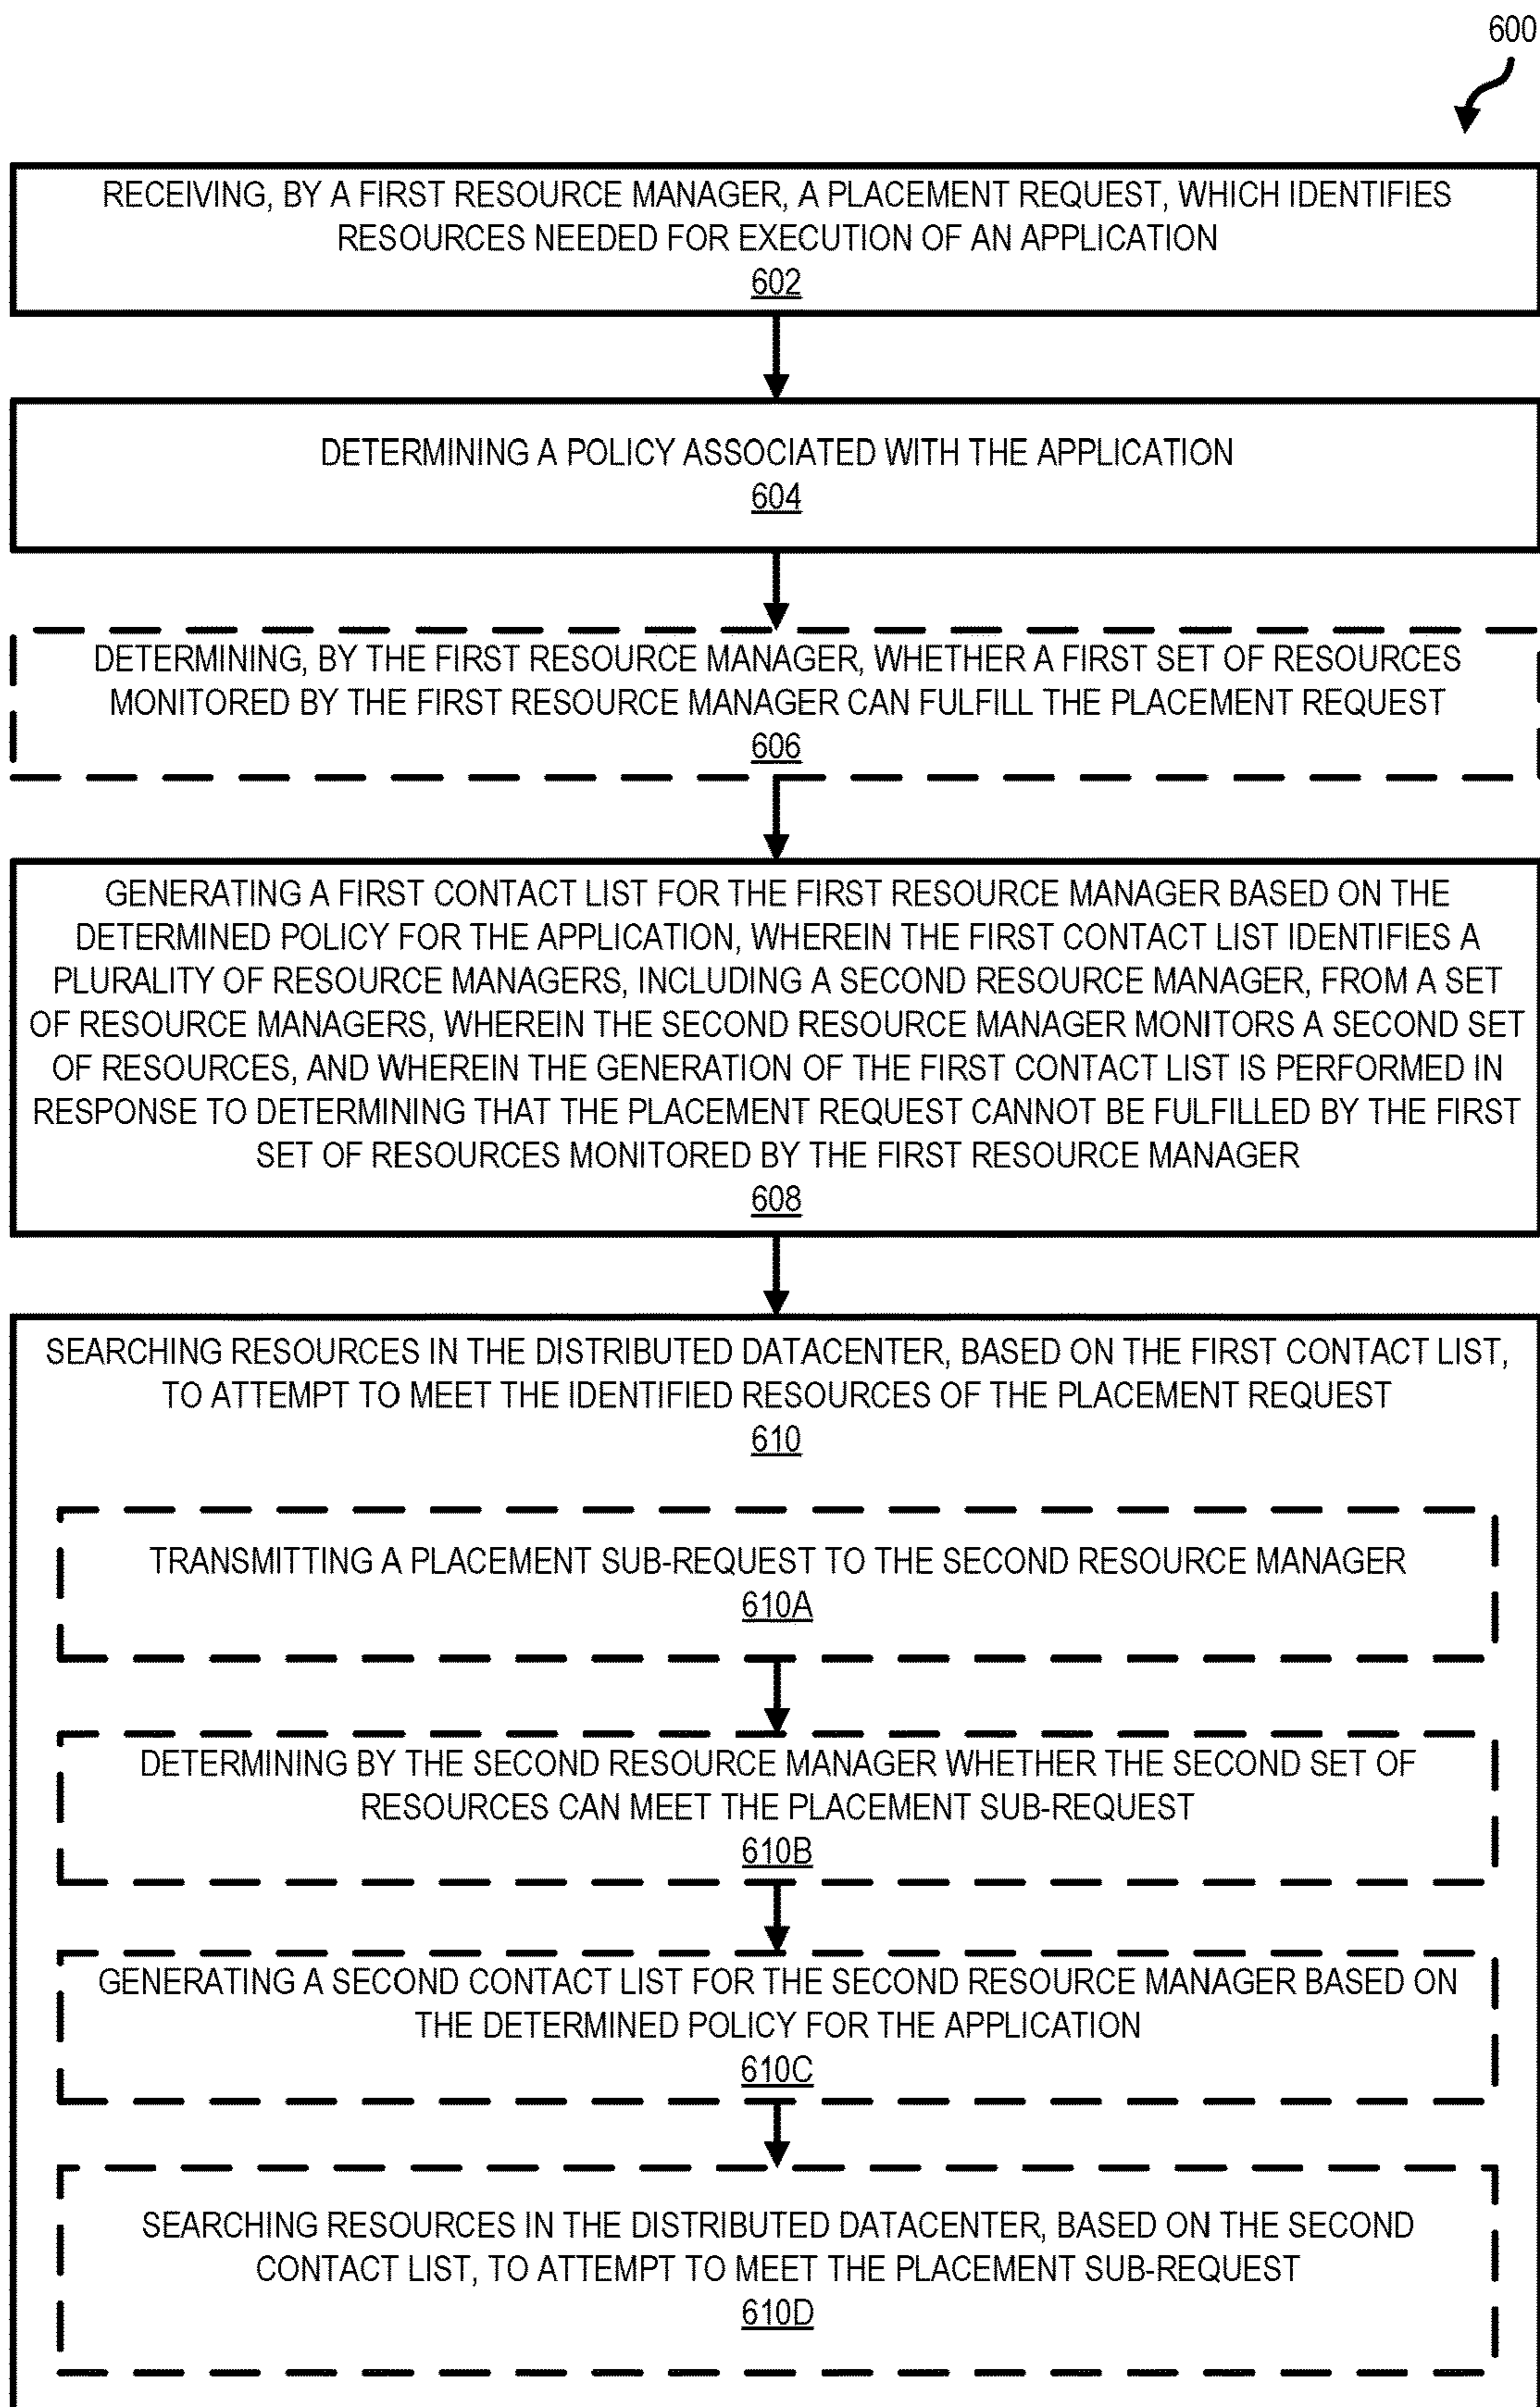 600
RECEIVING, BY A FIRST RESOURCE MANAGER, A PLACEMENT REQUEST, WHICH IDENTIFIES
RESOURCES NEEDED FOR EXECUTION OF AN APPLICATION
602
DETERMINING A POLICY ASSOCIATED WITH THE APPLICATION
604
DETERMINING, BY THE FIRST RESOURCE MANAGER, WHETHER A FIRST SET OF RESOURCES
MONITORED BY THE FIRST RESOURCE MANAGER CAN FULFILL THE PLACEMENT REQUEST
606
GENERATING A FIRST CONTACT LIST FOR THE FIRST RESOURCE MANAGER BASED ON THE
DETERMINED POLICY FOR THE APPLICATION, WHEREIN THE FIRST CONTACT LIST IDENTIFIES A
PLURALITY OF RESOURCE MANAGERS, INCLUDING A SECOND RESOURCE MANAGER, FROM A SET
OF RESOURCE MANAGERS, WHEREIN THE SECOND RESOURCE MANAGER MONITORS A SECOND SET
OF RESOURCES, AND WHEREIN THE GENERATION OF THE FIRST CONTACT LIST IS PERFORMED IN
RESPONSE TO DETERMINING THAT THE PLACEMENT REQUEST CANNOT BE FULFILLED BY THE FIRST
SET OF RESOURCES MONITORED BY THE FIRST RESOURCE MANAGER
608
SEARCHING RESOURCES IN THE DISTRIBUTED DATACENTER, BASED ON THE FIRST CONTACT LIST,
TO ATTEMPT TO MEET THE IDENTIFIED RESOURCES OF THE PLACEMENT REQUEST
610
TRANSMITTING A PLACEMENT SUB-REQUEST TO THE SECOND RESOURCE MANAGER
610A
DETERMINING BY THE SECOND RESOURCE MANAGER WHETHER THE SECOND SET OF
RESOURCES CAN MEET THE PLACEMENT SUB-REQUEST
610B
GENERATING A SECOND CONTACT LIST FOR THE SECOND RESOURCE MANAGER BASED ON
THE DETERMINED POLICY FOR THE APPLICATION
610C
SEARCHING RESOURCES IN THE DISTRIBUTED DATACENTER, BASED ON THE SECOND
CONTACT LIST, TO ATTEMPT TO MEET THE PLACEMENT SUB-REQUEST
610D